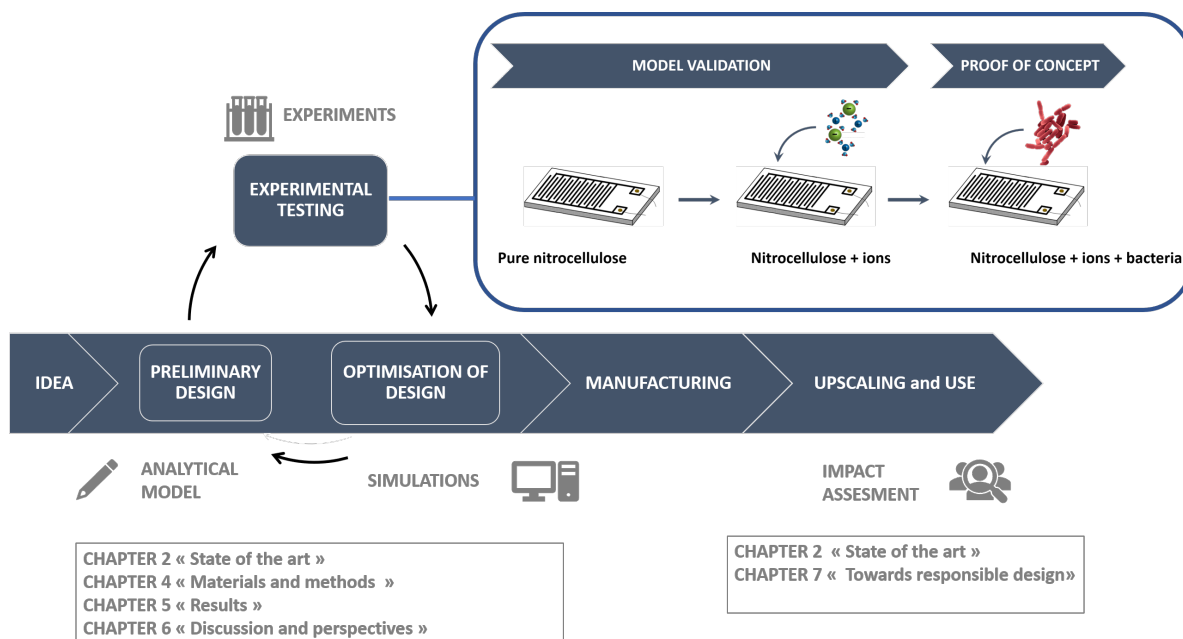 MODEL VALIDATION
PROOF OF CONCEPT
EXPERIMENTS
EXPERIMENTAL
TESTING
Pure nitrocellulose
Nitrocellulose + ions
Nitrocellulose + ions + bacteria
IDEA
PRELIMINARY
DESIGN
OPTIMISATION OF
DESIGN
MANUFACTURING
UPSCALING and USE
ANALYTICAL
MODEL
SIMULATIONS
IMPACT
ASSESMENT
CHAPTER 2 « State of the art »
CHAPTER 4 « Materials and methods »
CHAPTER 5 « Results »
CHAPTER 6 « Discussion and perspectives »
CHAPTER 2 « State of the art »
CHAPTER 7 « Towards responsible design»